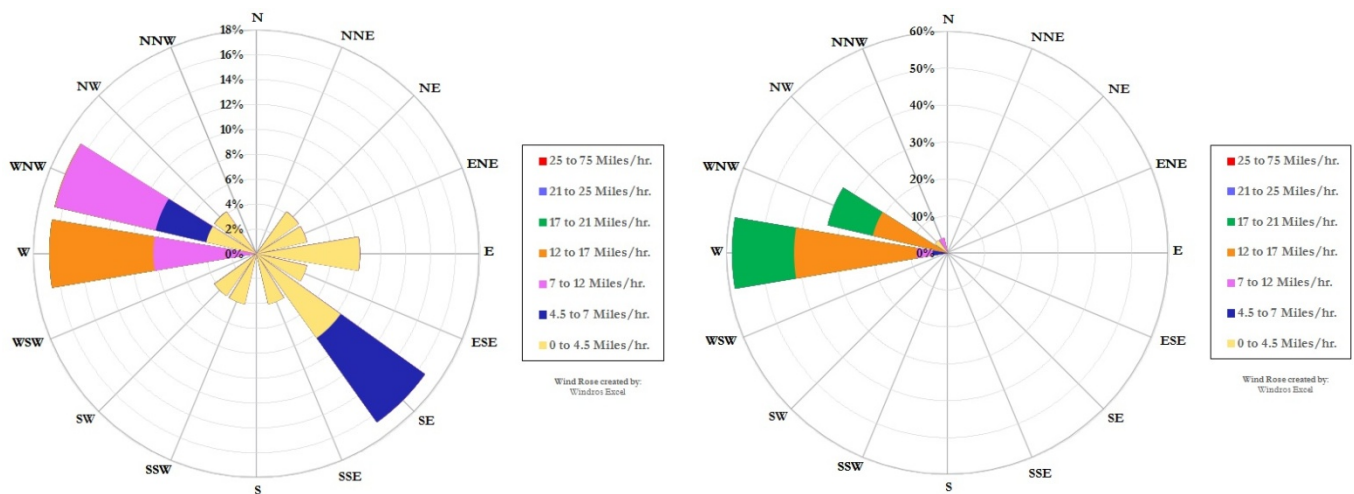 N
NNE
NE
ENE
E
ESE
SE
SSE
S
SSW
SW
WSW
W
WNW
NW
NNW
18%
16%
14%
12%
10%
8%
6%
4%
2%
0%
25 to 75 Miles/hr.
21 to 25 Miles/hr.
17 to 21 Miles/hr.
12 to 17 Miles/hr.
7 to 12 Miles/hr.
4.5 to 7 Miles/hr.
0 to 4.5 Miles/hr.
Wind Rose created by:
Windros Excel
N
NNE
NE
ENE
E
ESE
SE
SSE
S
SSW
SW
WSW
W
WNW
NW
NNW
60%
50%
40%
30%
20%
10%
0%
25 to 75 Miles/hr.
21 to 25 Miles/hr.
17 to 21 Miles/hr.
12 to 17 Miles/hr.
7 to 12 Miles/hr.
4.5 to 7 Miles/hr.
0 to 4.5 Miles/hr.
Wind Rose created by:
Windros Excel